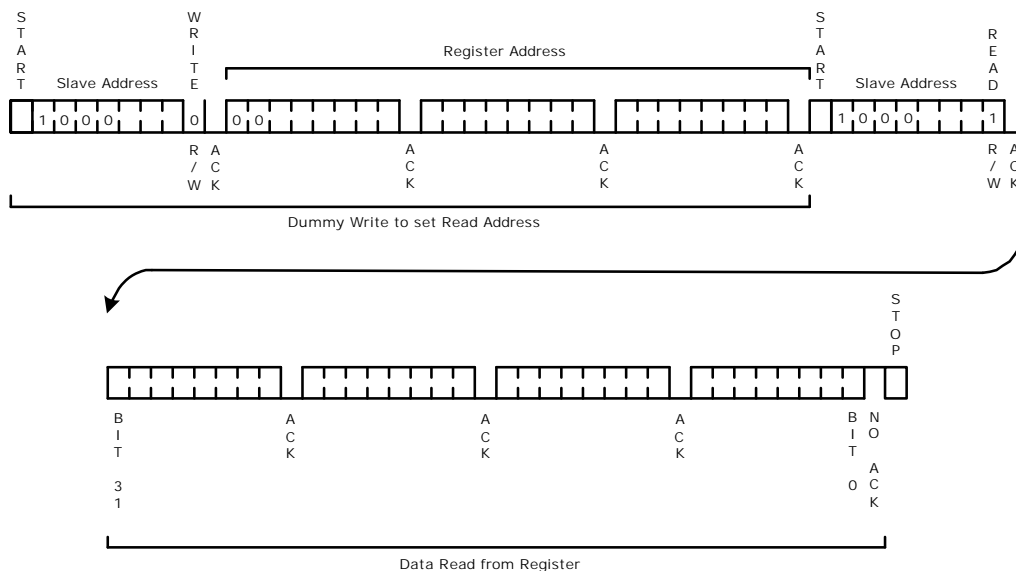 START
WRITE
START
READ
Register Address
Slave Address
Slave Address
1 0 0 0 0 0 0 1 0 0 0 1
R/W
ACK
ACK
ACK
ACK
R/W
ACK
Dummy Write to set Read Address
STOP
BIT 31
ACK
ACK
ACK
BIT 0
NO ACK
Data Read from Register